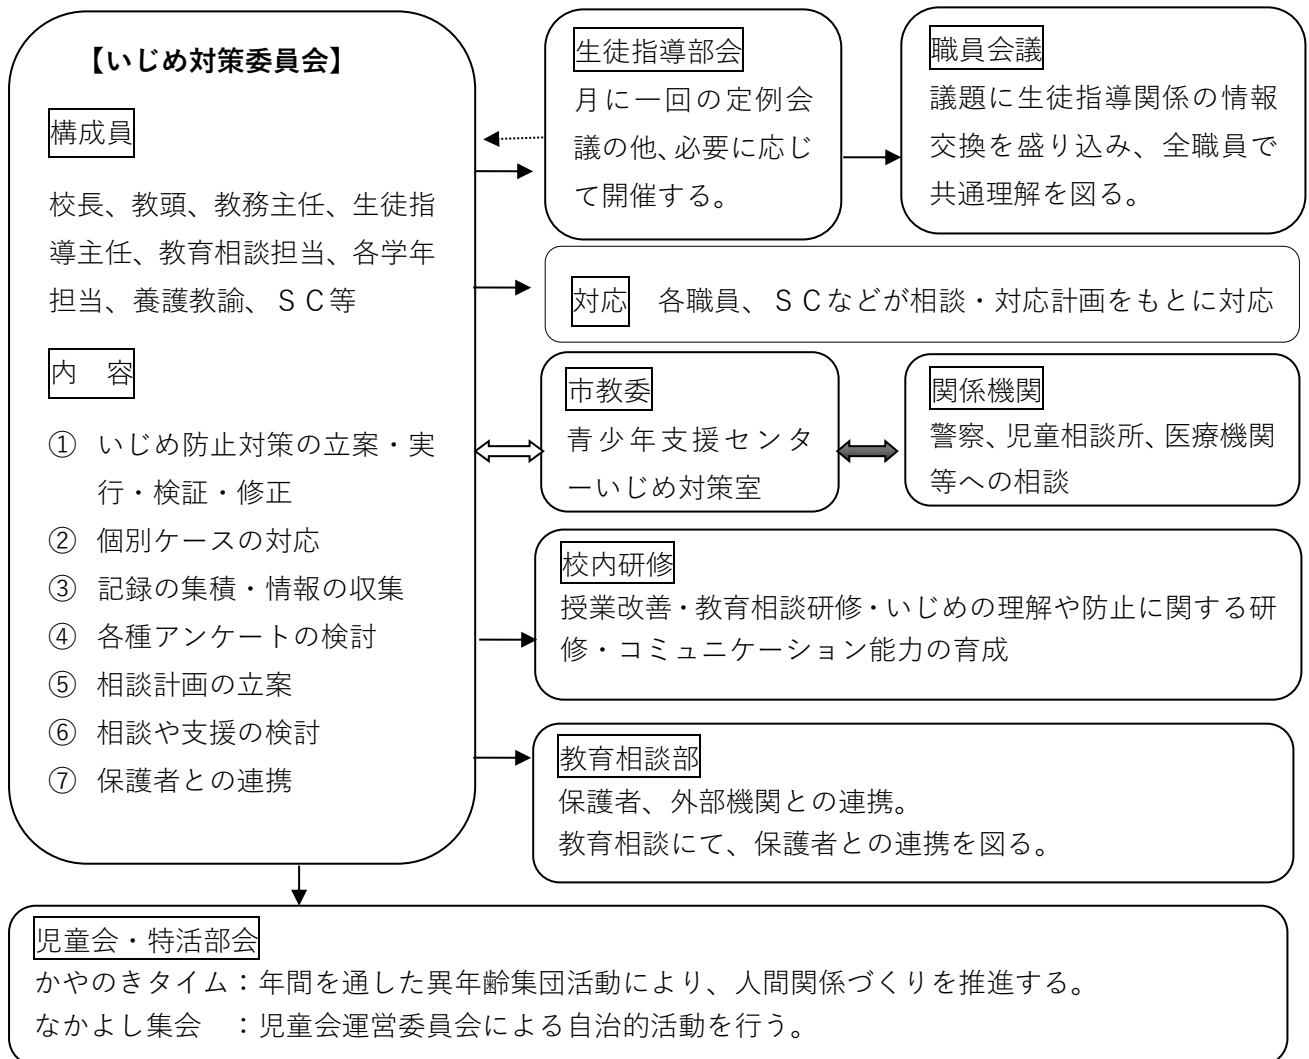 【いじめ対策委員会】
構成員
校長、教頭、教務主任、生徒指
導主任、教育相談担当、各学年
担当、養護教諭、ＳＣ等
内　容
① いじめ防止対策の立案・実
行・検証・修正
② 個別ケースの対応
③ 記録の集積・情報の収集
④ 各種アンケートの検討
⑤ 相談計画の立案
⑥ 相談や支援の検討
⑦ 保護者との連携
生徒指導部会
月に一回の定例会
議の他、必要に応じ
て開催する。
職員会議
議題に生徒指導関係の情報
交換を盛り込み、全職員で
共通理解を図る。
対応　各職員、ＳＣなどが相談・対応計画をもとに対応
市教委
青少年支援センタ
ーいじめ対策室
関係機関
警察、児童相談所、医療機関
等への相談
校内研修
授業改善・教育相談研修・いじめの理解や防止に関する研
修・コミュニケーション能力の育成
教育相談部
保護者、外部機関との連携。
教育相談にて、保護者との連携を図る。
児童会・特活部会
かやのきタイム：年間を通した異年齢集団活動により、人間関係づくりを推進する。
なかよし集会　：児童会運営委員会による自治的活動を行う。